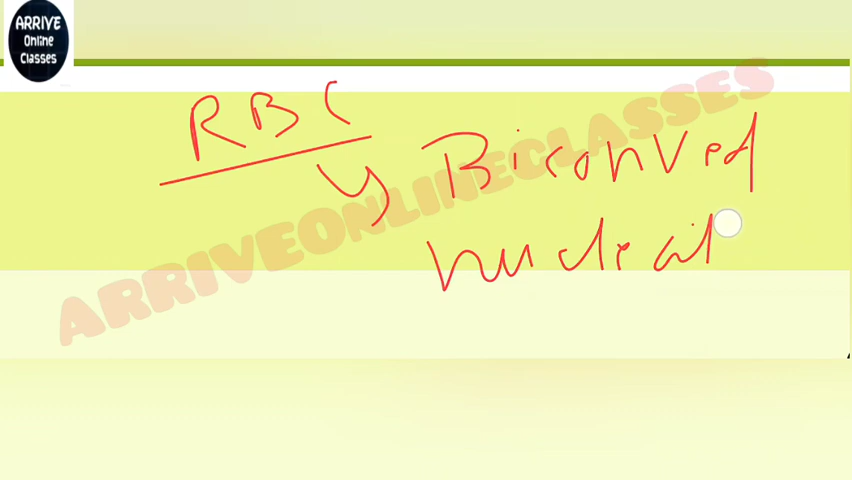 ARRIVE
Online
Classes
RBC
y Biconved
nucleat
ARRIVEONLINECLASSES